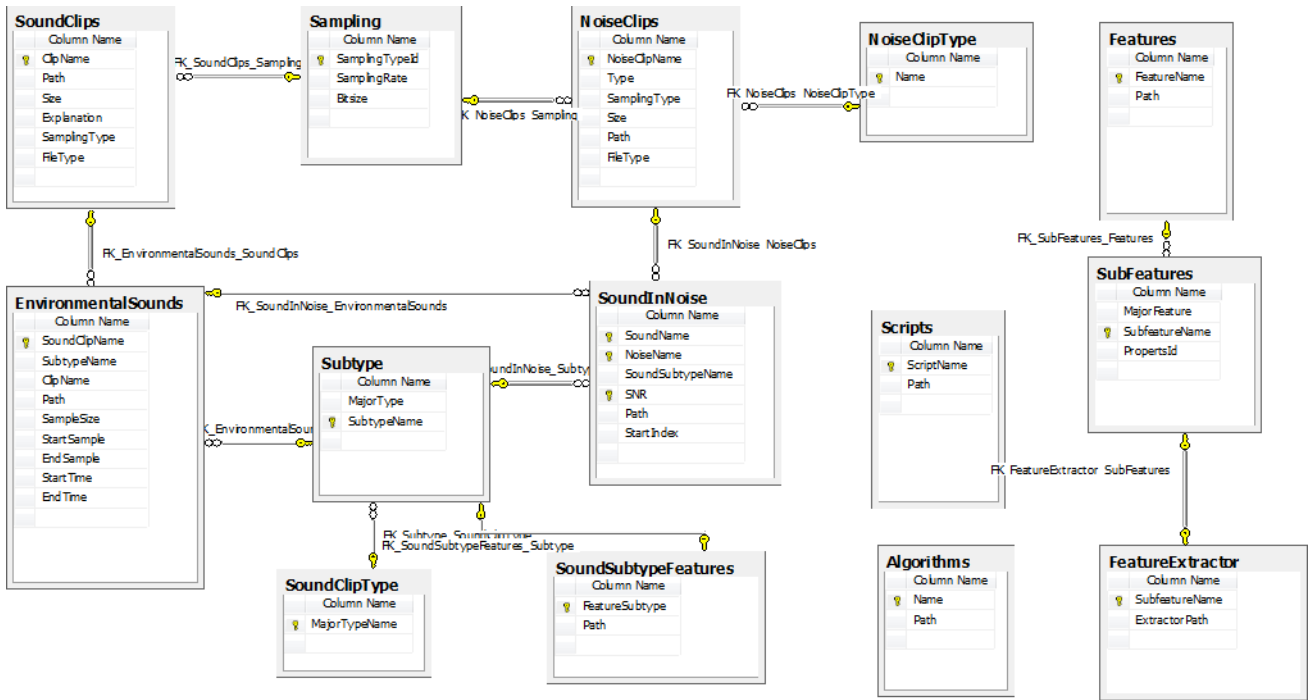 SoundClips
Column Name
ClipName
Path
Size
Explanation
SamplingType
FileType
FK_SoundClips_Sampling
Sampling
Column Name
SamplingTypeId
SamplingRate
Bitsize
K_NoiseClips_Sampling
NoiseClips
Column Name
NoiseClipName
Type
SamplingType
Size
Path
FileType
FK_NoiseClips_NoiseClipType
NoiseClipType
Column Name
Name
Features
Column Name
FeatureName
Path
FK_EnvironmentalSounds_SoundClips
FK_SoundInNoise_NoiseClips
FK_SubFeatures_Features
EnvironmentalSounds
Column Name
SoundClipName
SubtypeName
ClipName
Path
SampleSize
StartSample
EndSample
StartTime
EndTime
FK_SoundInNoise_EnvironmentalSounds
SoundInNoise
Column Name
SoundName
NoiseName
SoundSubtypeName
SNR
Path
StartIndex
oundInNoise_Subty
Subtype
Column Name
MajorType
SubtypeName
K_EnvironmentalSou
Scripts
Column Name
ScriptName
Path
SubFeatures
Column Name
MajorFeature
SubfeatureName
PropertsId
FK_FeatureExtractor_SubFeatures
FK_Subtype_SoundClipType
FK_SoundSubtypeFeatures_Subtype
SoundClipType
Column Name
MajorTypeName
SoundSubtypeFeatures
Column Name
FeatureSubtype
Path
Algorithms
Column Name
Name
Path
FeatureExtractor
Column Name
SubfeatureName
ExtractorPath